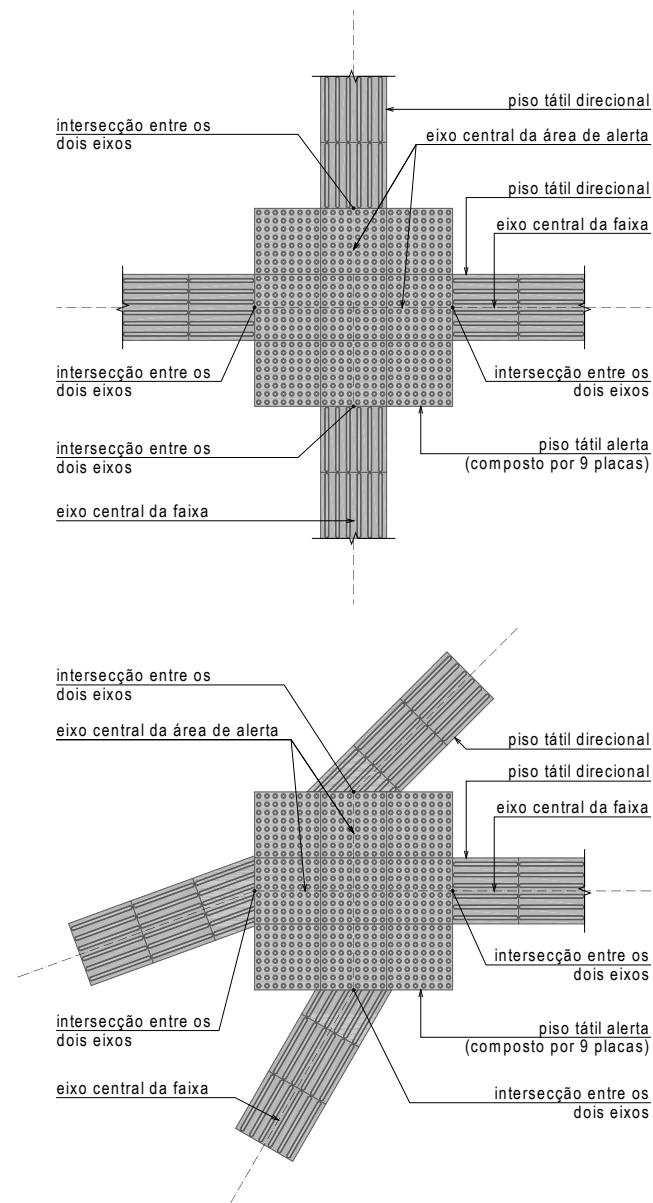 piso tátil direcional
intersecção entre os
dois eixos
eixo central da área de alerta
piso tátil direcional
eixo central da faixa
intersecção entre os
dois eixos
intersecção entre os
dois eixos
intersecção entre os
dois eixos
piso tátil alerta
(composto por 9 placas)
eixo central da faixa
intersecção entre os
dois eixos
eixo central da área de alerta
piso tátil direcional
piso tátil direcional
eixo central da faixa
intersecção entre os
dois eixos
intersecção entre os
dois eixos
piso tátil alerta
(composto por 9 placas)
eixo central da faixa
intersecção entre os
dois eixos